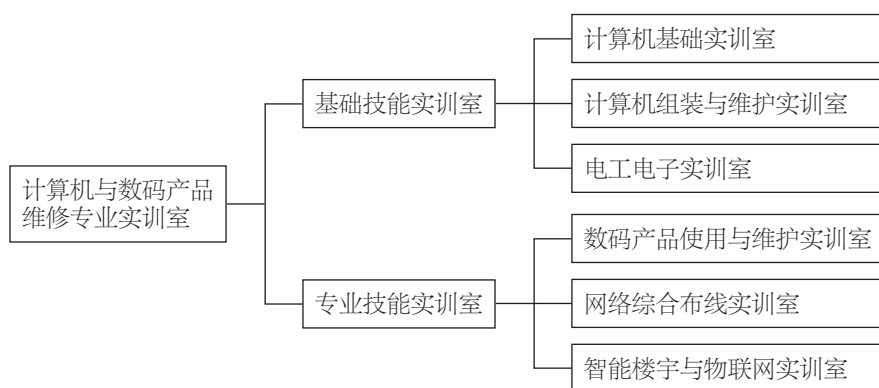 计算机与数码产品
维修专业实训室
基础技能实训室
计算机基础实训室
计算机组装与维护实训室
电工电子实训室
专业技能实训室
数码产品使用与维护实训室
网络综合布线实训室
智能楼宇与物联网实训室